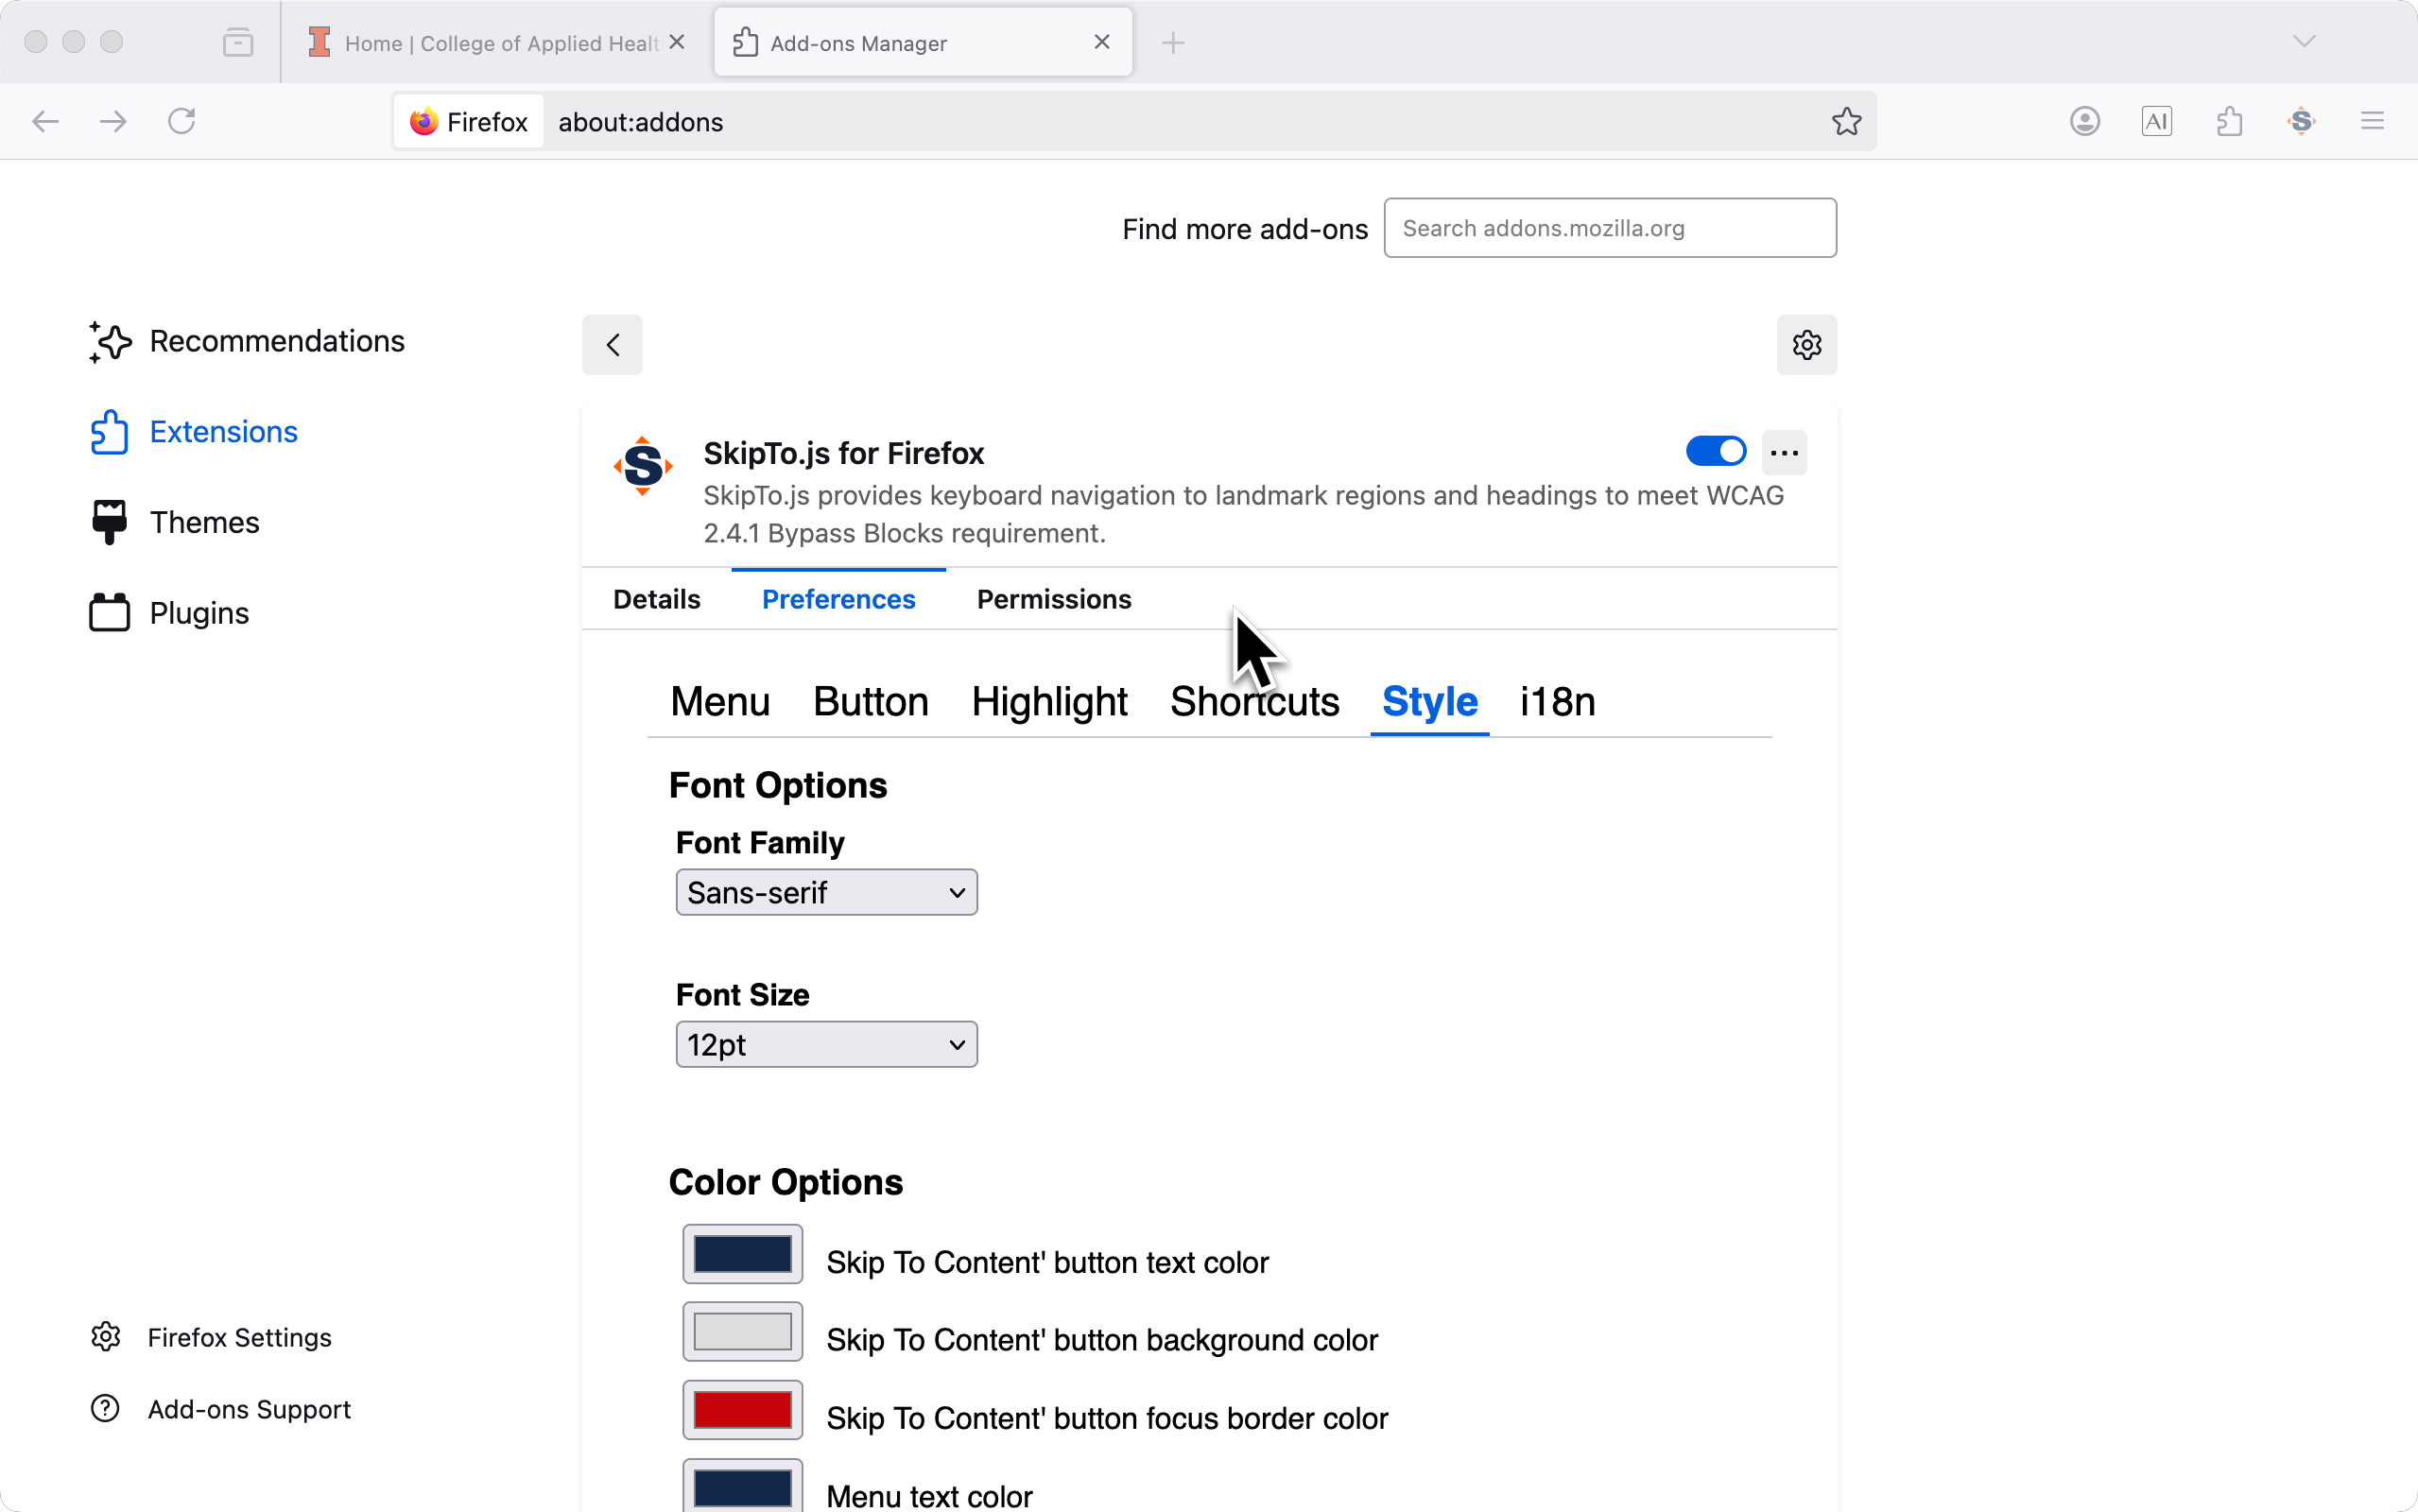 Home | College of Applied Healt
Add-ons Manager
Firefox about:addons
AI
S
Find more add-ons Search addons.mozilla.org
Recommendations
Extensions
Themes
Plugins
S
SkipTo.js for Firefox
SkipTo.js provides keyboard navigation to landmark regions and headings to meet WCAG
2.4.1 Bypass Blocks requirement.
Details Preferences Permissions
Menu Button Highlight Shortcuts Style i18n
Font Options
Font Family
Sans-serif
Font Size
12pt
Color Options
Skip To Content' button text color
Skip To Content' button background color
Skip To Content' button focus border color
Menu text color
Firefox Settings
Add-ons Support